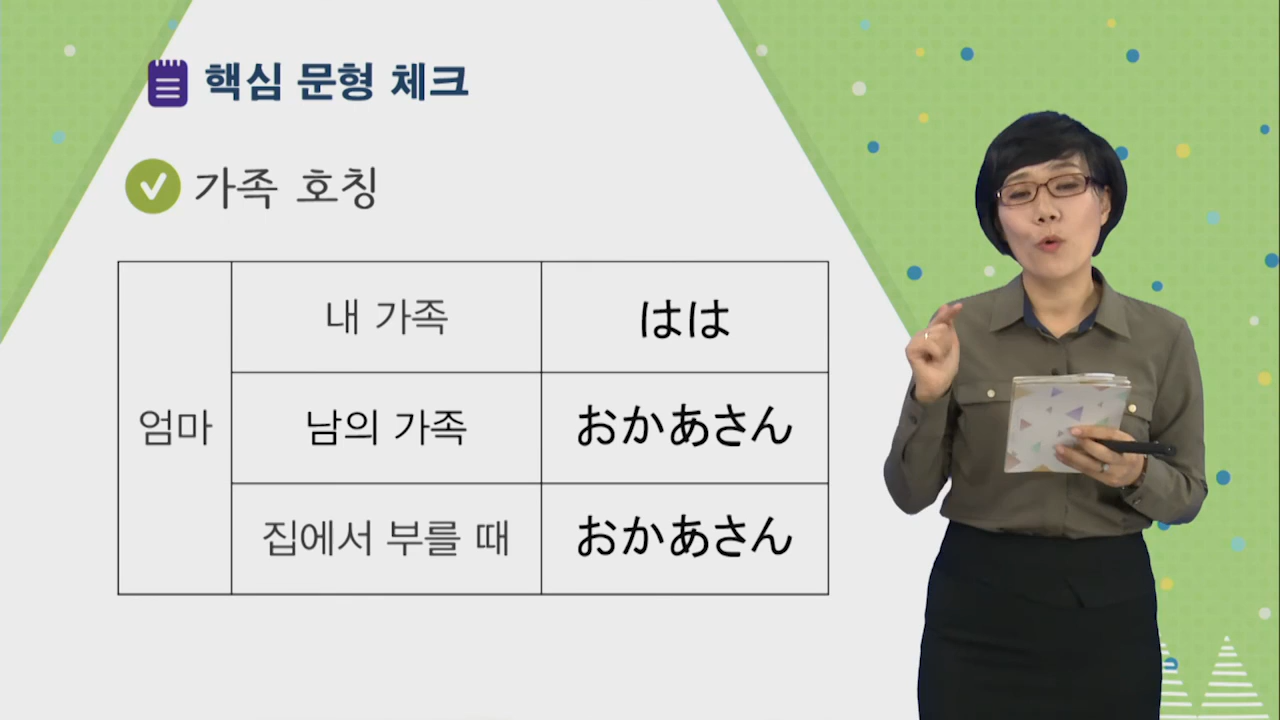 핵심 문형 체크
가족 호칭
엄마
내 가족 はは
남의 가족 おかあさん
집에서 부를 때 おかあさん